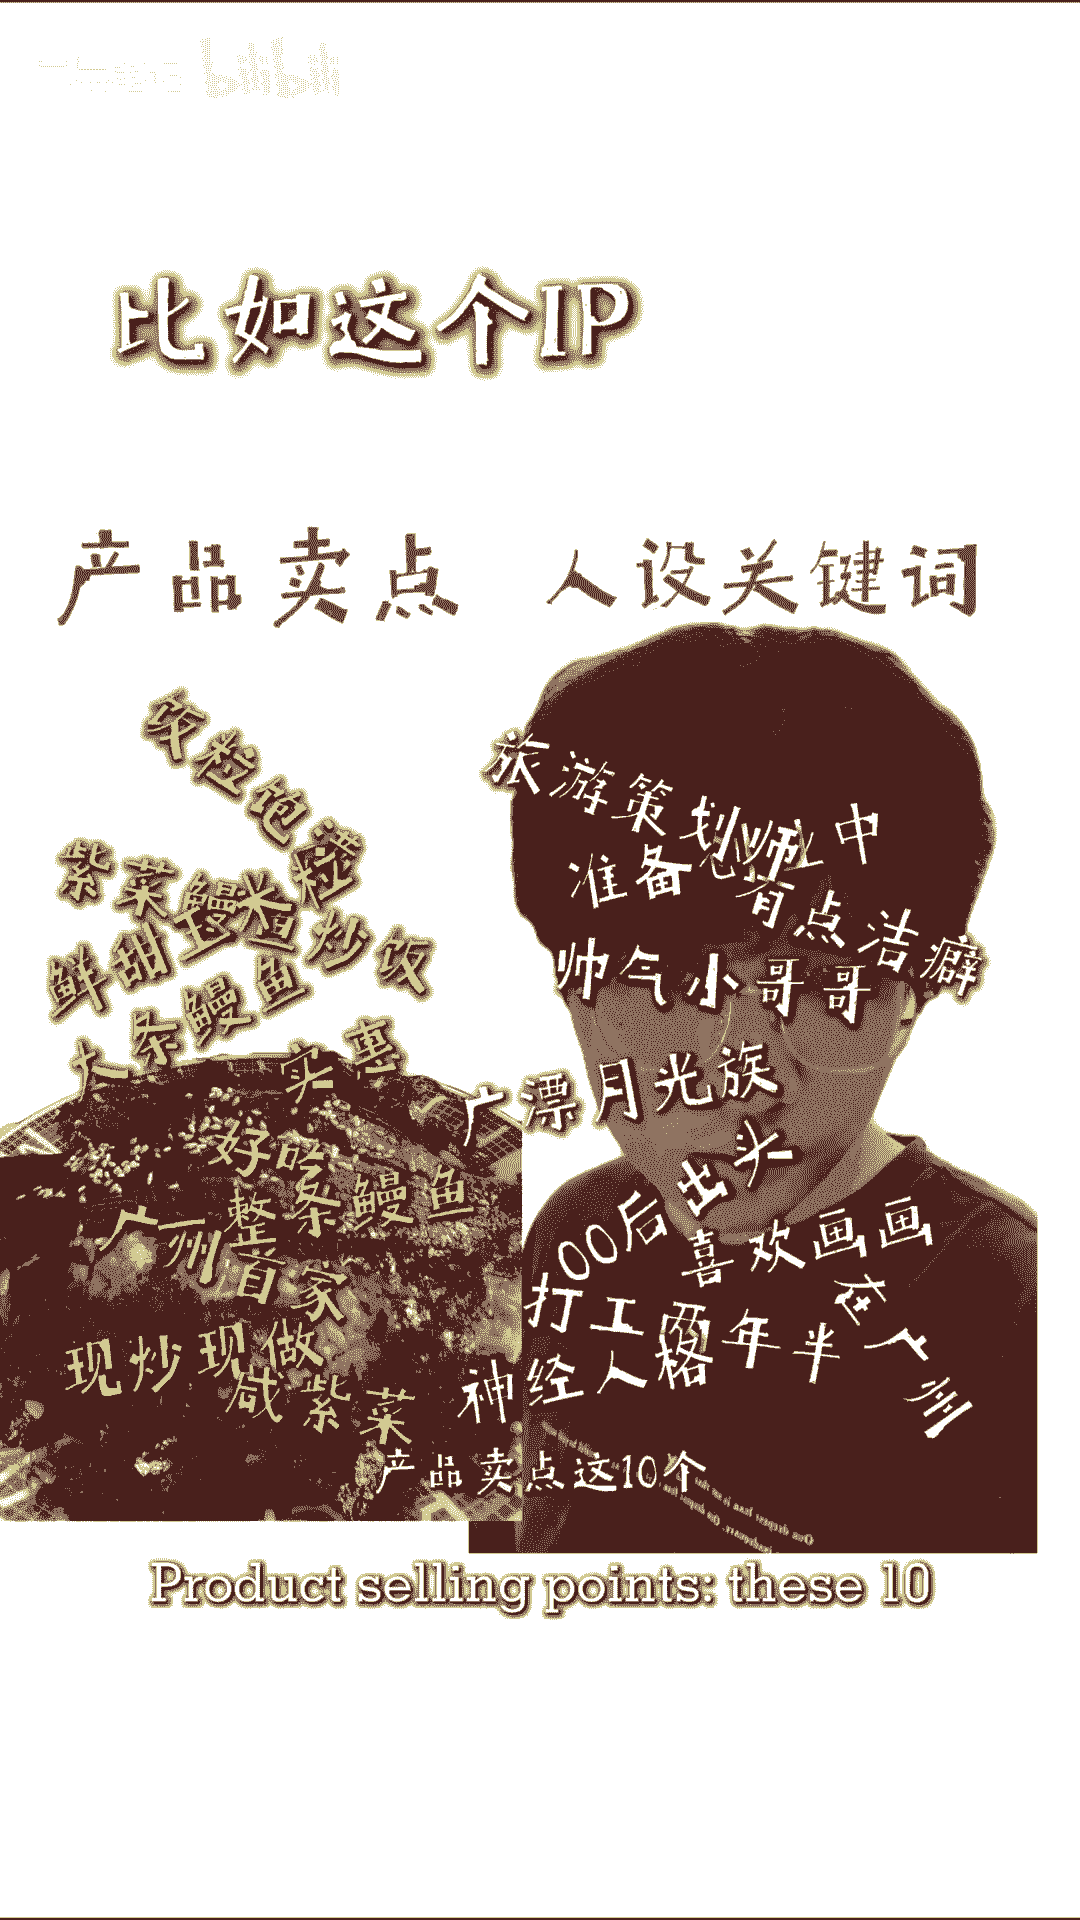 bilibili
比如这个IP
产品卖点
人设关键词
饭粒饱满
紫菜鳗鱼炒饭
鲜甜玉米粒
大条鳗鱼
实惠
好吃
整条鳗鱼
广州首家
现炒现做
咸紫菜
旅游策划师
准备
中
有点洁癖
帅气小哥哥
广漂月光族
00后出头
喜欢画画
打工两年半
在广州
神经人格
产品卖点这10个
Product selling points: these 10